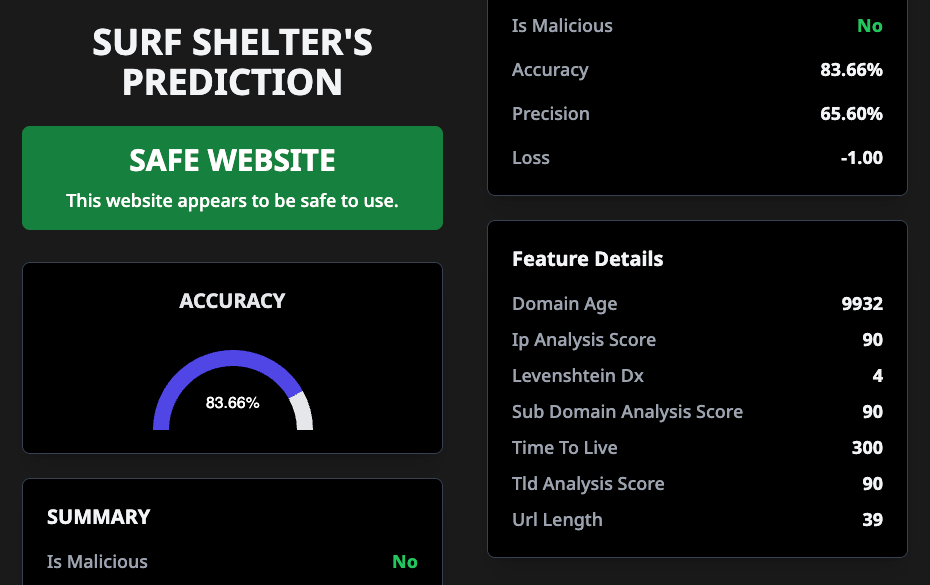 SURF SHELTER'S
PREDICTION
SAFE WEBSITE
This website appears to be safe to use.
ACCURACY
83.66%
SUMMARY
Is Malicious No
Is Malicious No
Accuracy 83.66%
Precision 65.60%
Loss -1.00
Feature Details
Domain Age 9932
Ip Analysis Score 90
Levenshtein Dx 4
Sub Domain Analysis Score 90
Time To Live 300
Tld Analysis Score 90
Url Length 39